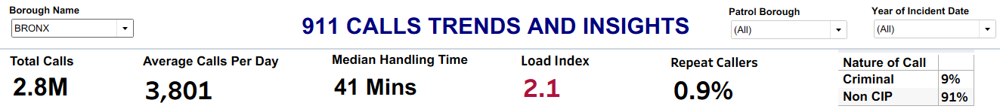 Borough Name
BRONX
911 CALLS TRENDS AND INSIGHTS
Patrol Borough
(All)
Year of Incident Date
(All)
Total Calls
2.8M
Average Calls Per Day
3,801
Median Handling Time
41 Mins
Load Index
2.1
Repeat Callers
0.9%
Nature of Call
Criminal 9%
Non CIP 91%